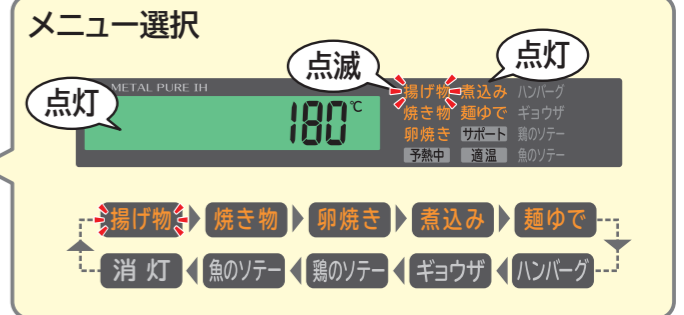 メニュー選択
点滅
点灯
点灯
METAL PURE IH
180℃
揚げ物 煮込み ハンバーグ
焼き物 麺ゆで ギョウザ
卵焼き サポート 鶏のソテー
予熱中 適温 魚のソテー
揚げ物 焼き物 卵焼き 煮込み 麺ゆで
消灯 魚のソテー 鶏のソテー ギョウザ ハンバーグ